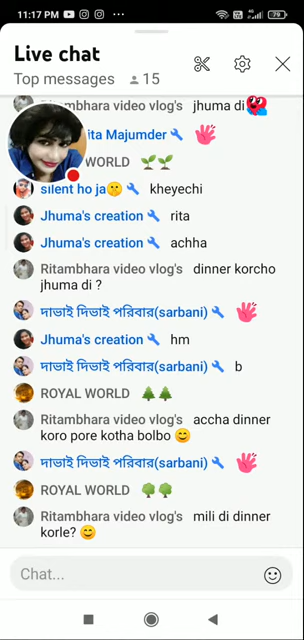 11:17 PM
79
Live chat
Top messages 15
Ritambhara video vlog's jhuma di
ita Majumder
WORLD 🌱🌱
silent ho ja🤫 kheyechi
Jhuma's creation rita
Jhuma's creation achha
Ritambhara video vlog's dinner korcho
jhuma di ?
দাভাই দিভাই পরিবার(sarbani)
Jhuma's creation hm
দাভাই দিভাই পরিবার(sarbani) b
ROYAL WORLD 🌲🌲
Ritambhara video vlog's accha dinner
koro pore kotha bolbo 😊
দাভাই দিভাই পরিবার(sarbani)
ROYAL WORLD 🌳🌳
Ritambhara video vlog's mili di dinner
korle? 😊
Chat...